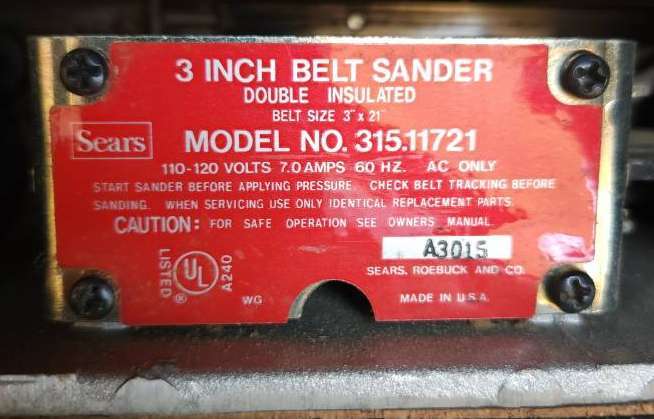 3 INCH BELT SANDER
DOUBLE INSULATED
BELT SIZE 3" x 21"
Sears
MODEL NO. 315.11721
110-120 VOLTS 7.0 AMPS 60 HZ. AC ONLY
START SANDER BEFORE APPLYING PRESSURE. CHECK BELT TRACKING BEFORE
SANDING. WHEN SERVICING USE ONLY IDENTICAL REPLACEMENT PARTS.
CAUTION: FOR SAFE OPERATION SEE OWNERS MANUAL
A3015
LISTED
UL
®
A240
SEARS, ROEBUCK AND CO.
WG
MADE IN U.S.A.